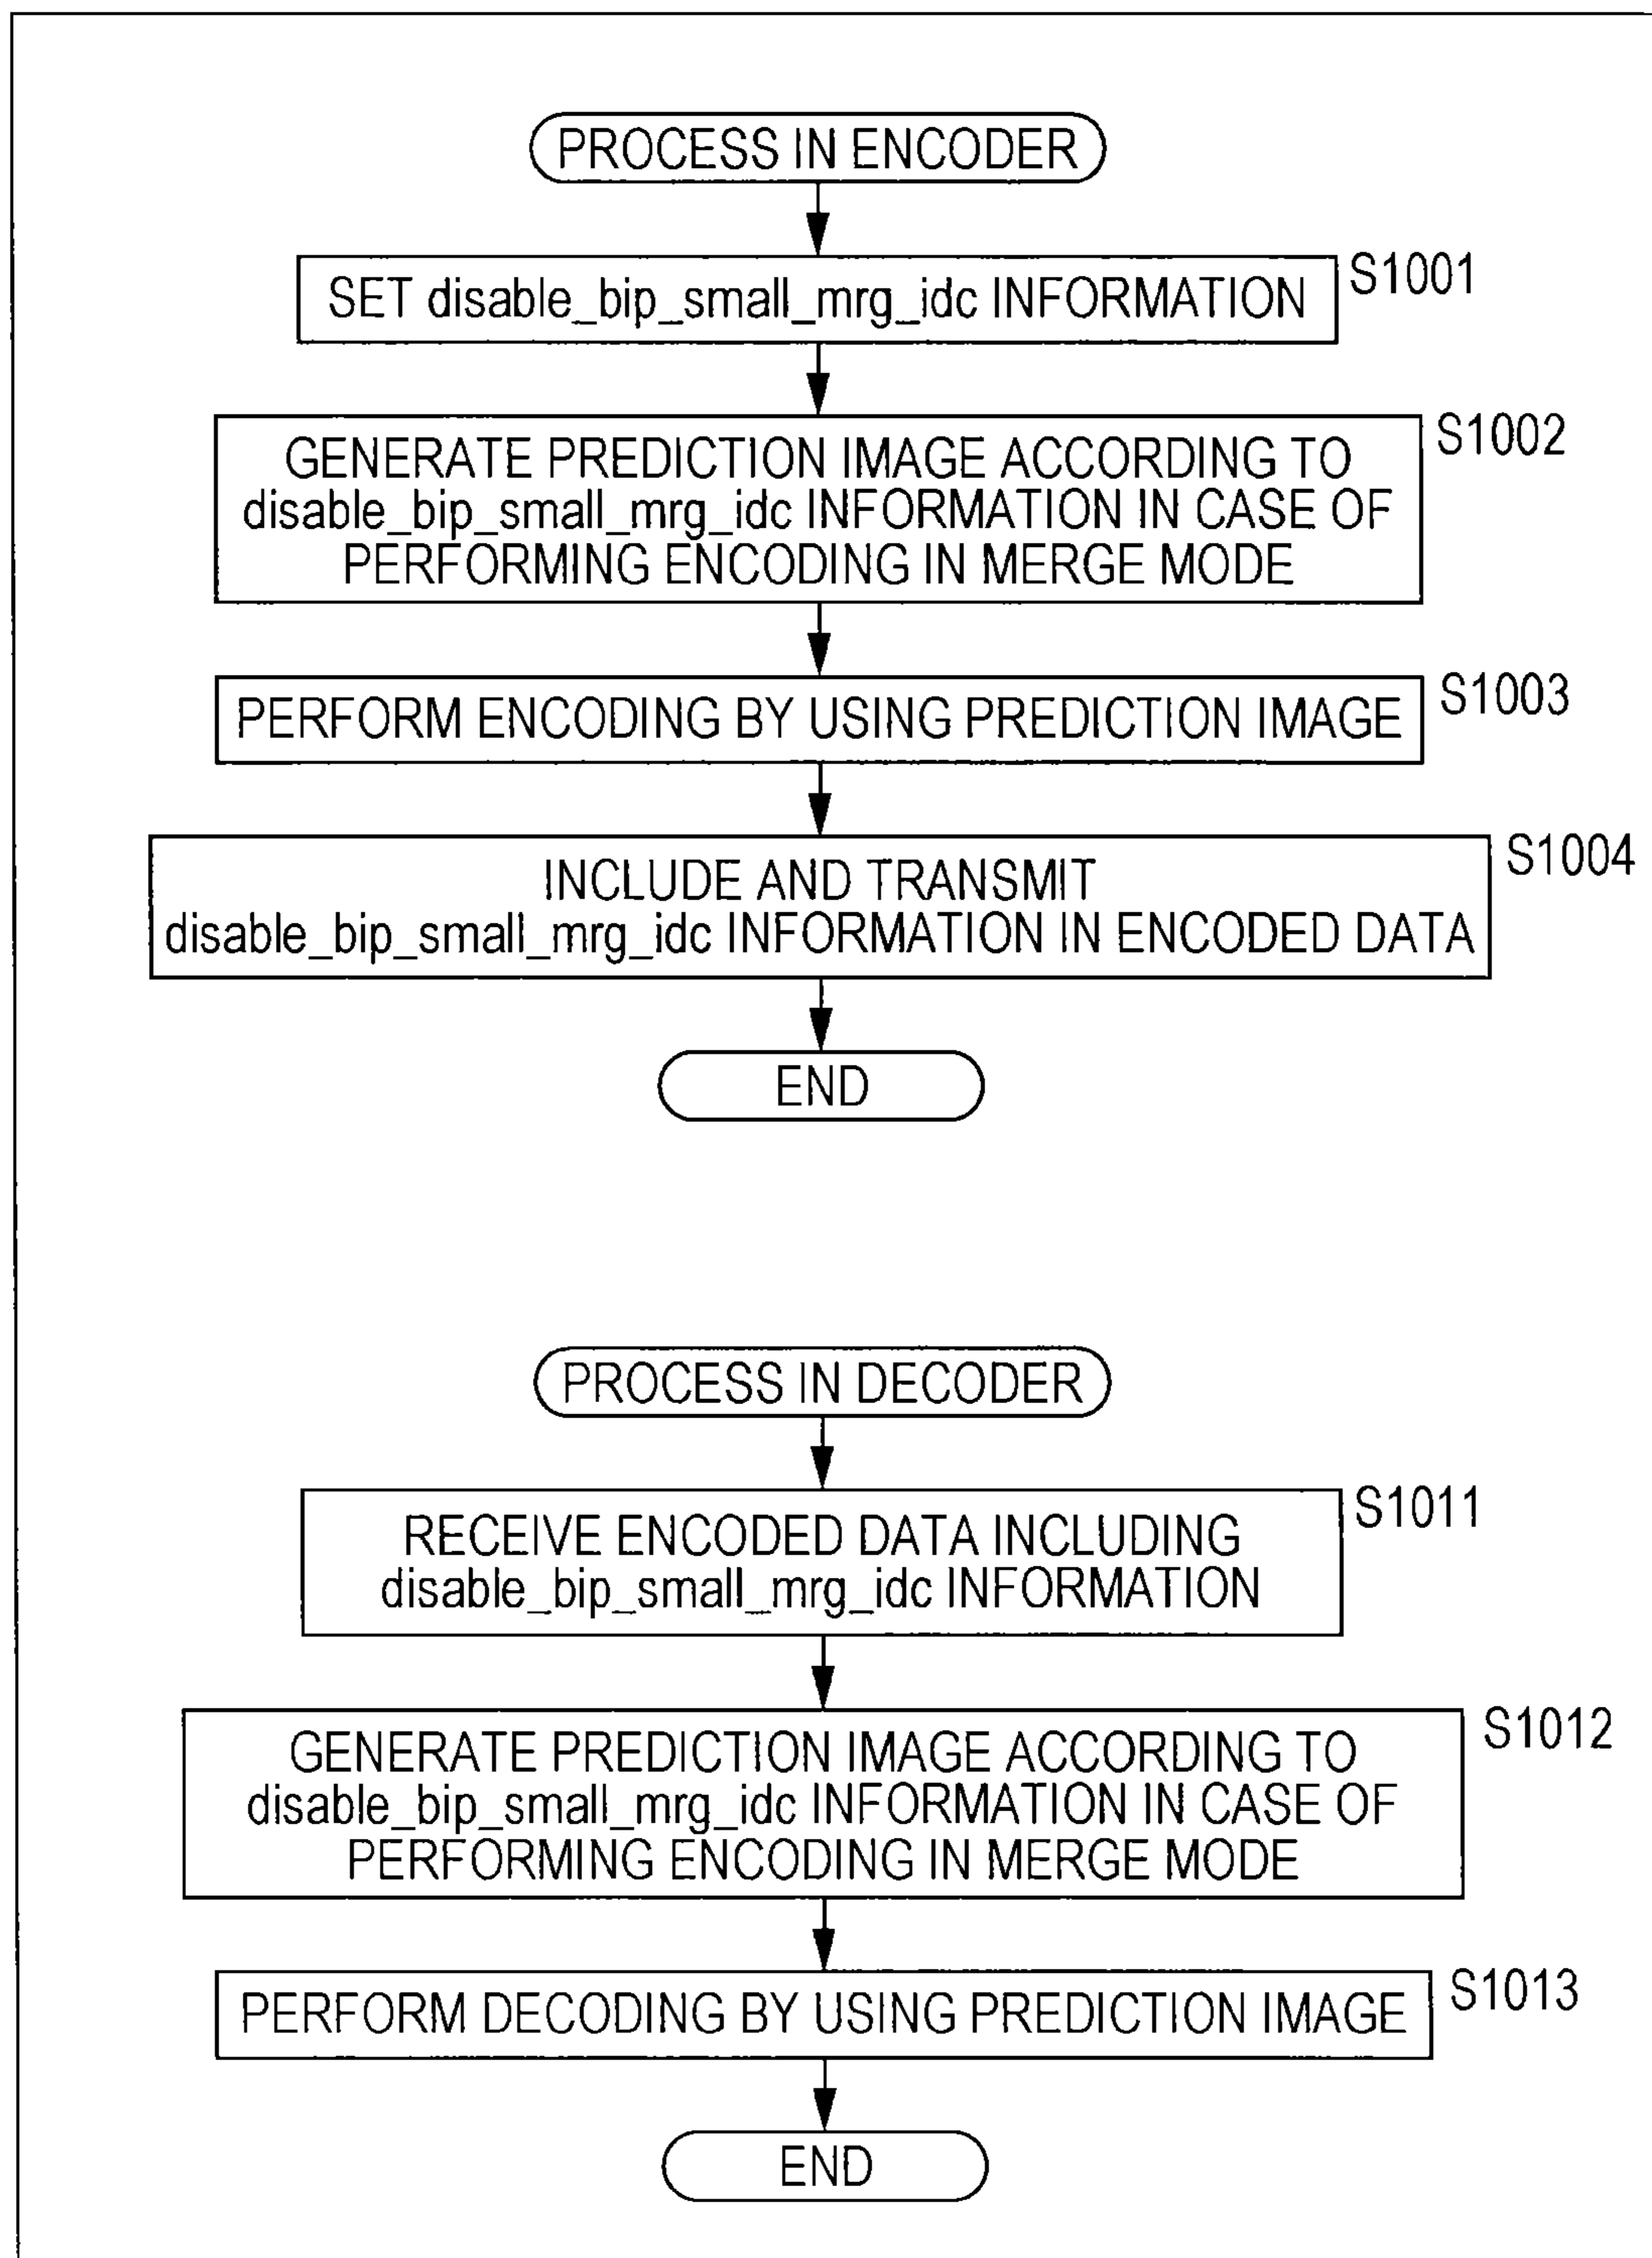 PROCESS IN ENCODER
SET disable_bip_small_mrg_idc INFORMATION
S1001
GENERATE PREDICTION IMAGE ACCORDING TO
disable_bip_small_mrg_idc INFORMATION IN CASE OF
PERFORMING ENCODING IN MERGE MODE
S1002
PERFORM ENCODING BY USING PREDICTION IMAGE
S1003
INCLUDE AND TRANSMIT
disable_bip_small_mrg_idc INFORMATION IN ENCODED DATA
S1004
END
PROCESS IN DECODER
RECEIVE ENCODED DATA INCLUDING
disable_bip_small_mrg_idc INFORMATION
S1011
GENERATE PREDICTION IMAGE ACCORDING TO
disable_bip_small_mrg_idc INFORMATION IN CASE OF
PERFORMING ENCODING IN MERGE MODE
S1012
PERFORM DECODING BY USING PREDICTION IMAGE
S1013
END